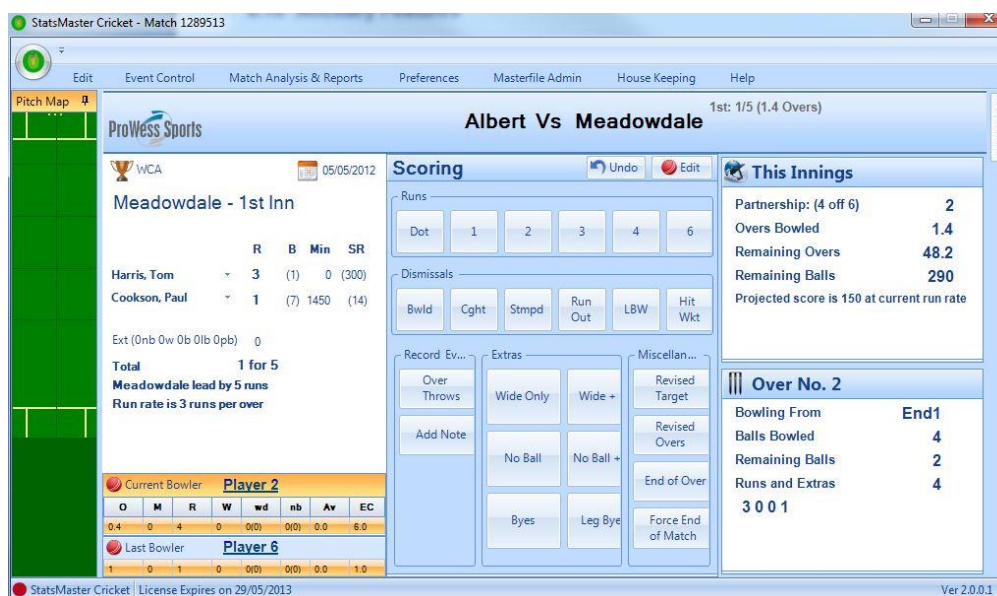 StatsMaster Cricket - Match 1289513
Edit Event Control Match Analysis & Reports Preferences Masterfile Admin House Keeping Help
Pitch Map
ProWess Sports
Albert Vs Meadowdale
1st: 1/5 (1.4 Overs)
WCA 05/05/2012
Meadowdale - 1st Inn
R B Min SR
Harris, Tom 3 (1) 0 (300)
Cookson, Paul 1 (7) 1450 (14)
Ext (0nb 0w 0b 0lb 0pb) 0
Total 1 for 5
Meadowdale lead by 5 runs
Run rate is 3 runs per over
Current Bowler Player 2
O M R W wd nb Av EC
0.4 0 4 0 0(0) 0(0) 0.0 6.0
Last Bowler Player 6
1 0 1 0 0(0) 0(0) 0.0 1.0
Scoring Undo Edit
Runs
Dot 1 2 3 4 6
Dismissals
Bwld Cght Stmpd Run Out LBW Hit Wkt
Record Ev...
Over Throws
Add Note
Extras
Wide Only Wide +
No Ball No Ball +
Byes Leg Bye
Miscellan...
Revised Target
Revised Overs
End of Over
Force End of Match
This Innings
Partnership: (4 off 6) 2
Overs Bowled 1.4
Remaining Overs 48.2
Remaining Balls 290
Projected score is 150 at current run rate
Over No. 2
Bowling From End1
Balls Bowled 4
Remaining Balls 2
Runs and Extras 4
3 0 0 1
StatsMaster Cricket License Expires on 29/05/2013 Ver 2.0.0.1